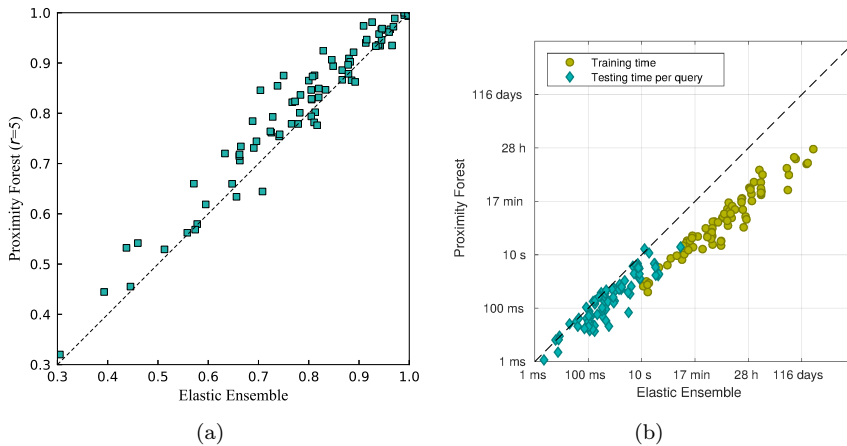 1.0
0.9
0.8
0.7
0.6
0.5
0.4
0.3
Proximity Forest (r=5)
0.3 0.4 0.5 0.6 0.7 0.8 0.9 1.0
Elastic Ensemble
(a)
Training time
Testing time per query
116 days
28 h
17 min
10 s
100 ms
1 ms
Proximity Forest
1 ms 100 ms 10 s 17 min 28 h 116 days
Elastic Ensemble
(b)